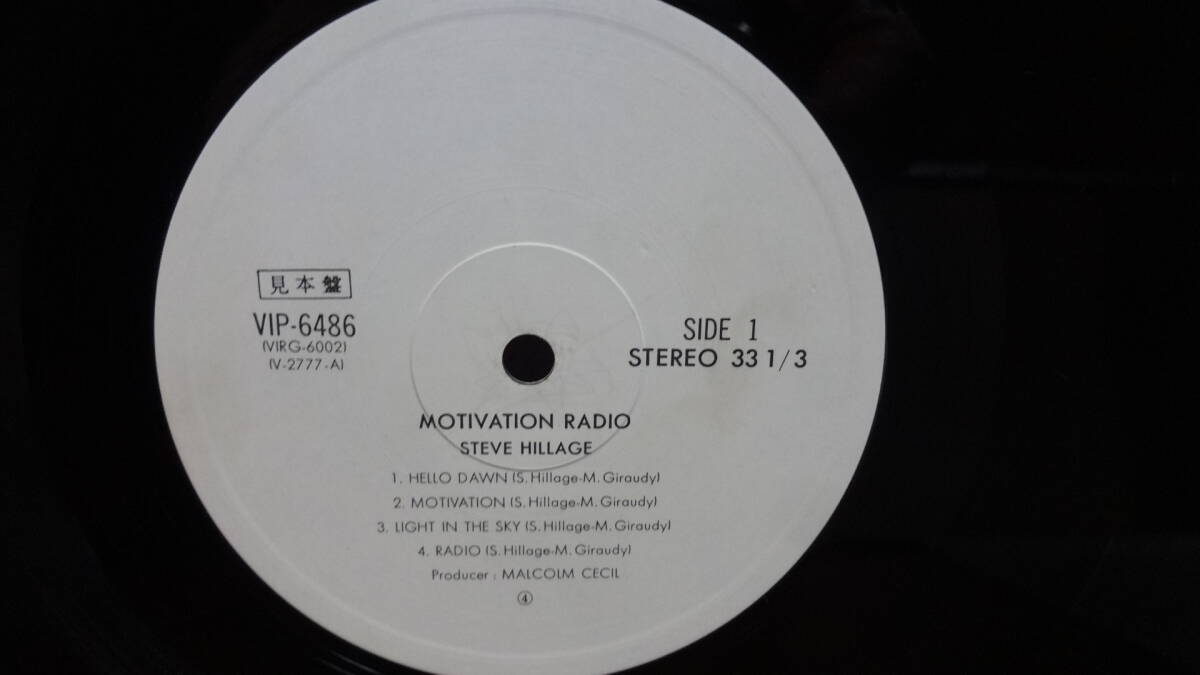 見本盤
VIP-6486
(VIRG-6002)
(V-2777-A)
SIDE 1
STEREO 33 1/3
MOTIVATION RADIO
STEVE HILLAGE
1. HELLO DAWN (S. Hillage-M. Giraudy)
2. MOTIVATION (S. Hillage-M. Giraudy)
3. LIGHT IN THE SKY (S. Hillage-M. Giraudy)
4. RADIO (S. Hillage-M. Giraudy)
Producer : MALCOLM CECIL
④